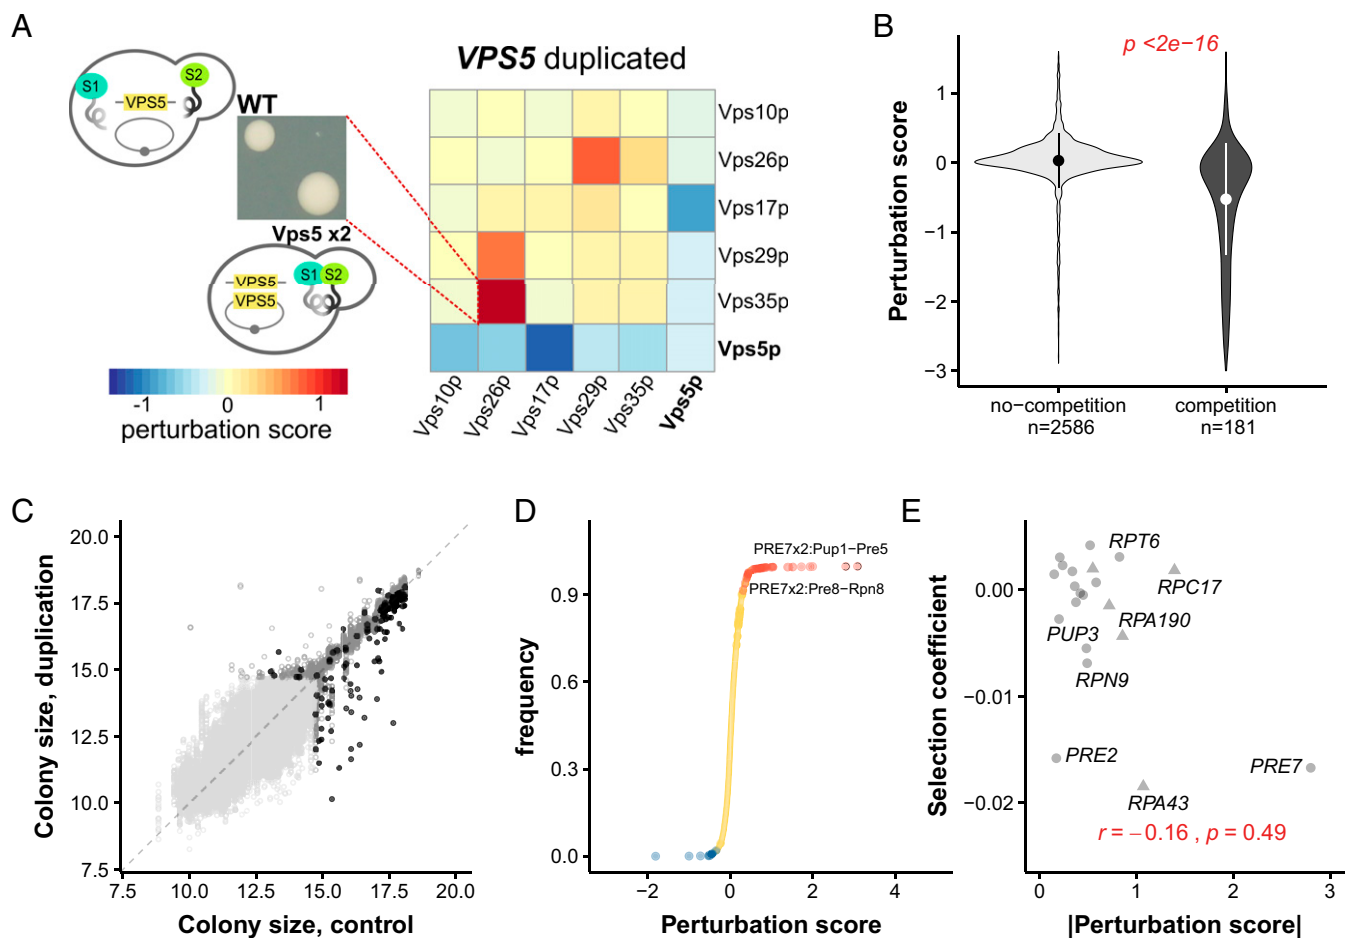 A
VPS5 duplicated
S1
S2
VPS5
WT
Vps5 x2
VPS5
VPS5
S1
S2
Vps10p
Vps26p
Vps17p
Vps29p
Vps35p
Vps5p
Vps10p
Vps26p
Vps17p
Vps29p
Vps35p
Vps5p
-1
0
1
perturbation score
B
p <2e−16
Perturbation score
1
0
−1
−2
−3
no−competition
n=2586
competition
n=181
C
Colony size, duplication
20.0
17.5
15.0
12.5
10.0
7.5
7.5
10.0
12.5
15.0
17.5
20.0
Colony size, control
D
frequency
0.9
0.6
0.3
0.0
PRE7x2:Pup1−Pre5
PRE7x2:Pre8−Rpn8
−2
0
2
4
Perturbation score
E
Selection coefficient
0.00
−0.01
−0.02
RPT6
RPC17
RPA190
PUP3
RPN9
PRE2
PRE7
RPA43
r = −0.16 , p = 0.49
0
1
2
3
|Perturbation score|